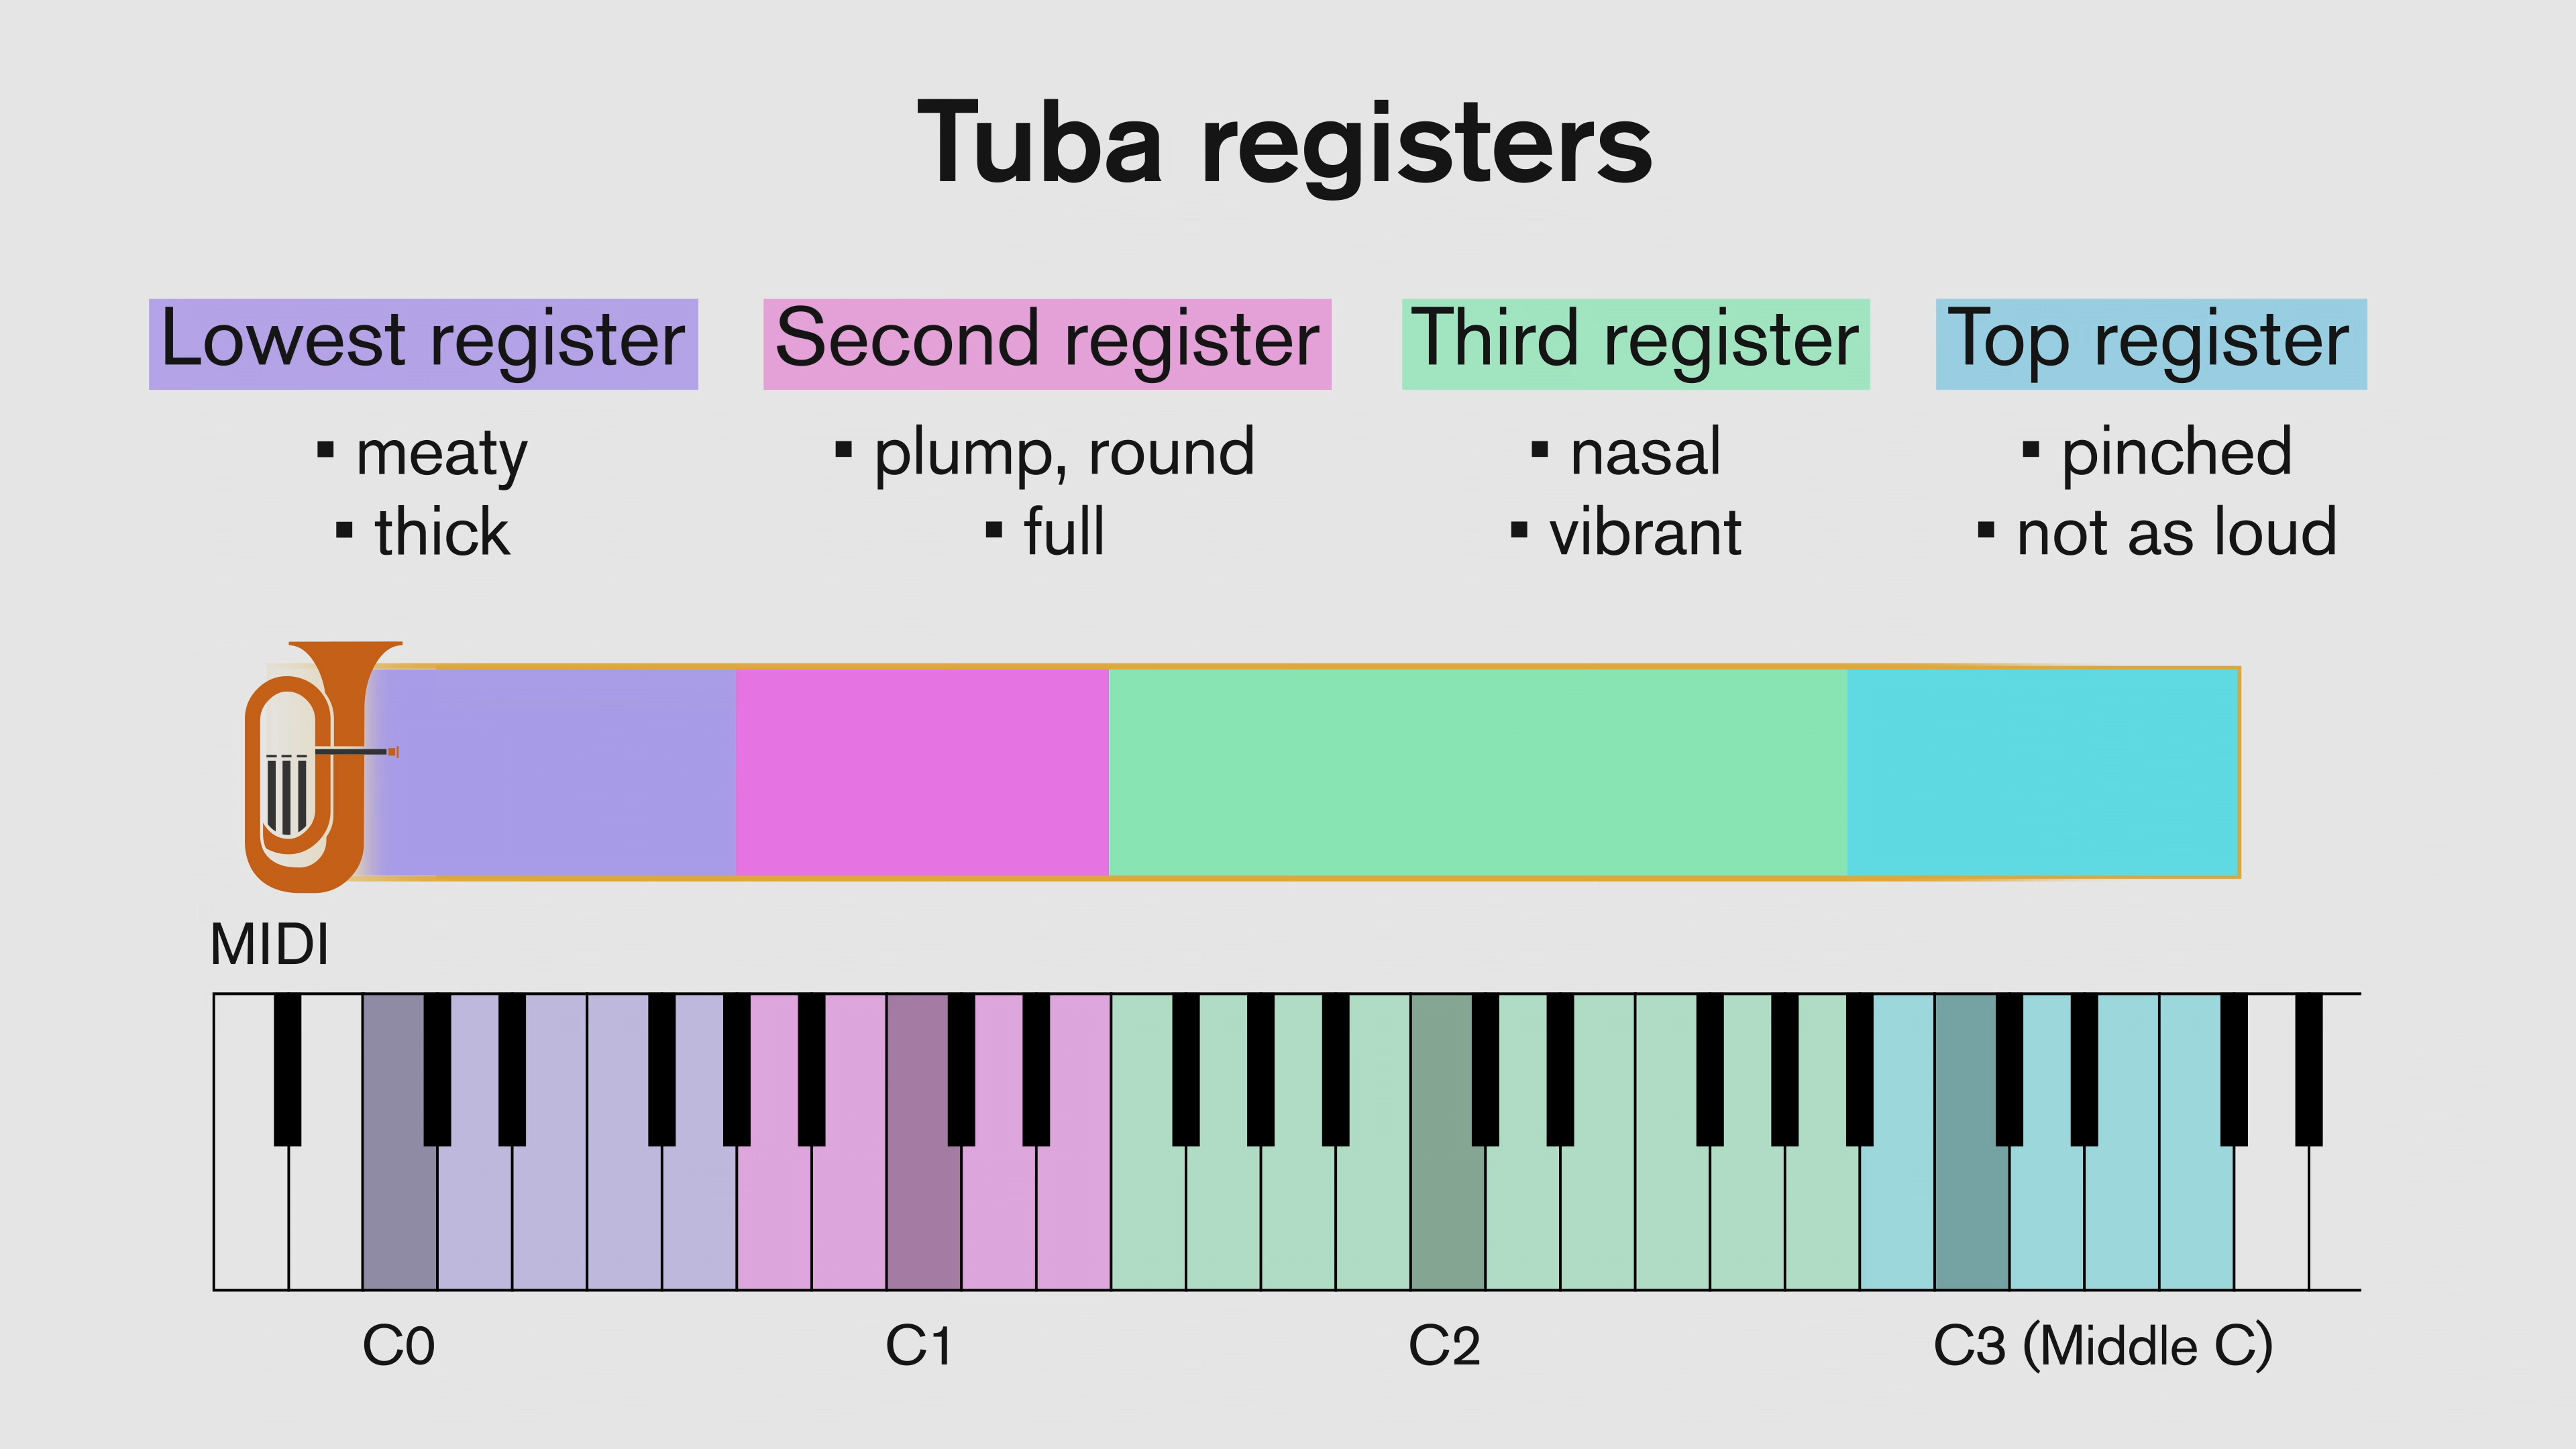 Tuba registers
Lowest register
▪ meaty
▪ thick
Second register
▪ plump, round
▪ full
Third register
▪ nasal
▪ vibrant
Top register
▪ pinched
▪ not as loud
MIDI
C0
C1
C2
C3 (Middle C)